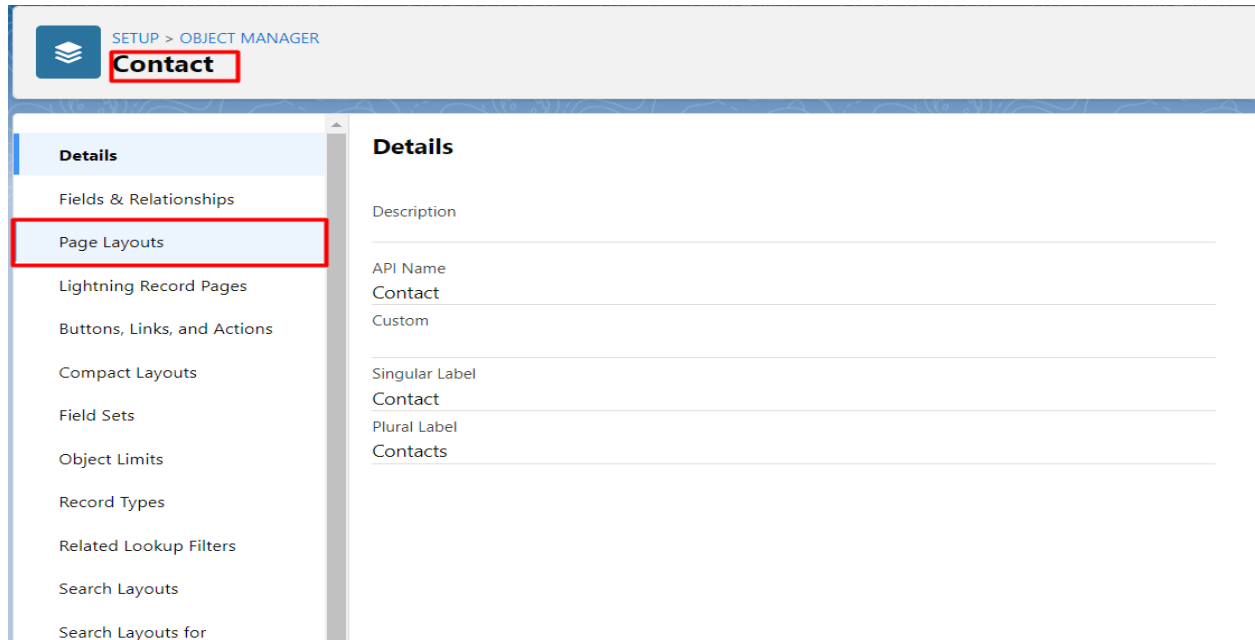 SETUP > OBJECT MANAGER
Contact
Details
Fields & Relationships
Page Layouts
Lightning Record Pages
Buttons, Links, and Actions
Compact Layouts
Field Sets
Object Limits
Record Types
Related Lookup Filters
Search Layouts
Search Layouts for
Details
Description
API Name
Contact
Custom
Singular Label
Contact
Plural Label
Contacts